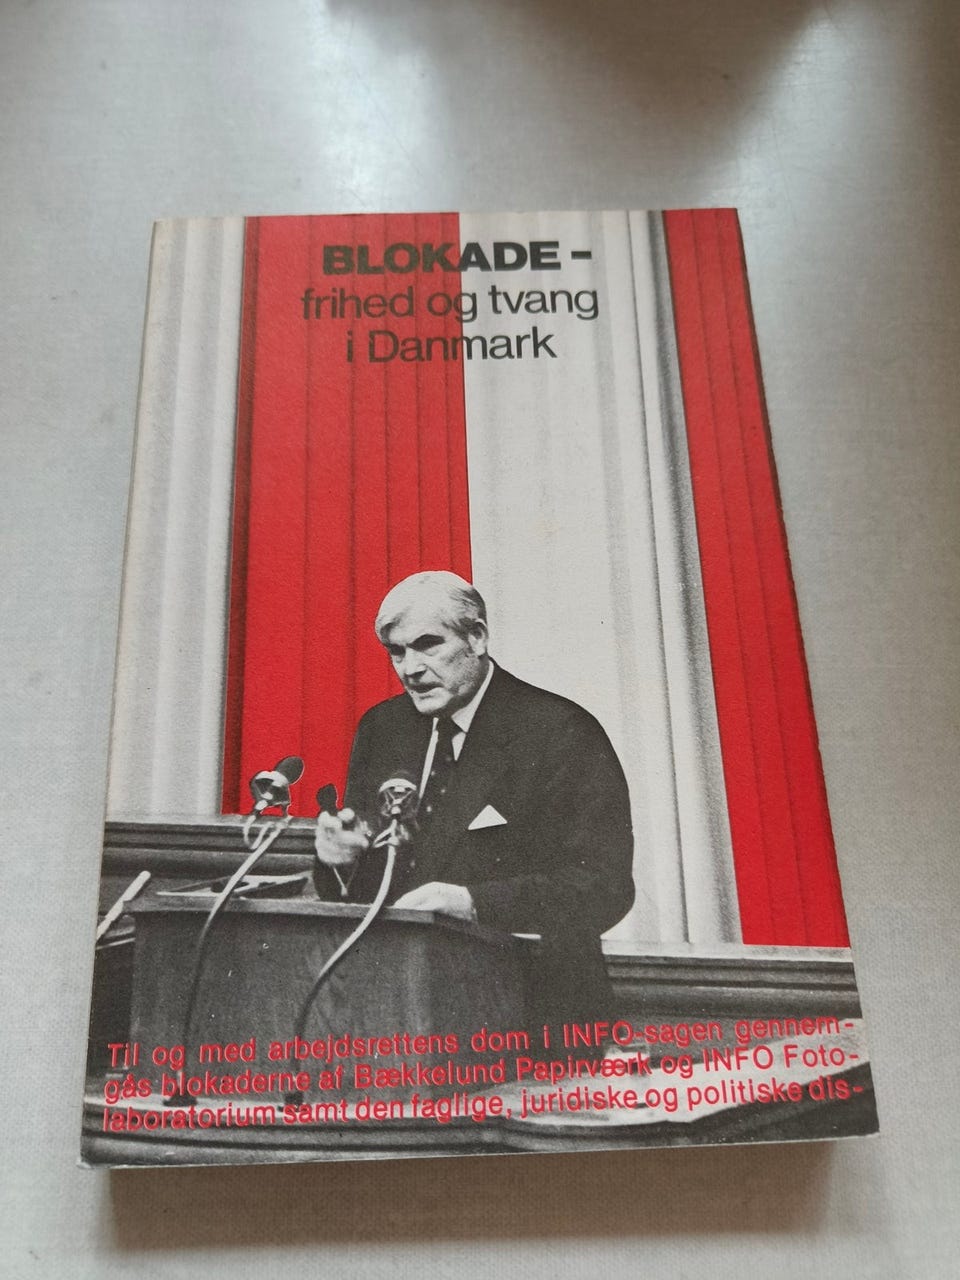 BLOKADE –
frihed og tvang
i Danmark
Til og med arbejdsrettens dom i INFO-sagen gennem-
gås blokaderne af Bækkelund Papirværk og INFO Foto-
laboratorium samt den faglige, juridiske og politiske dis-